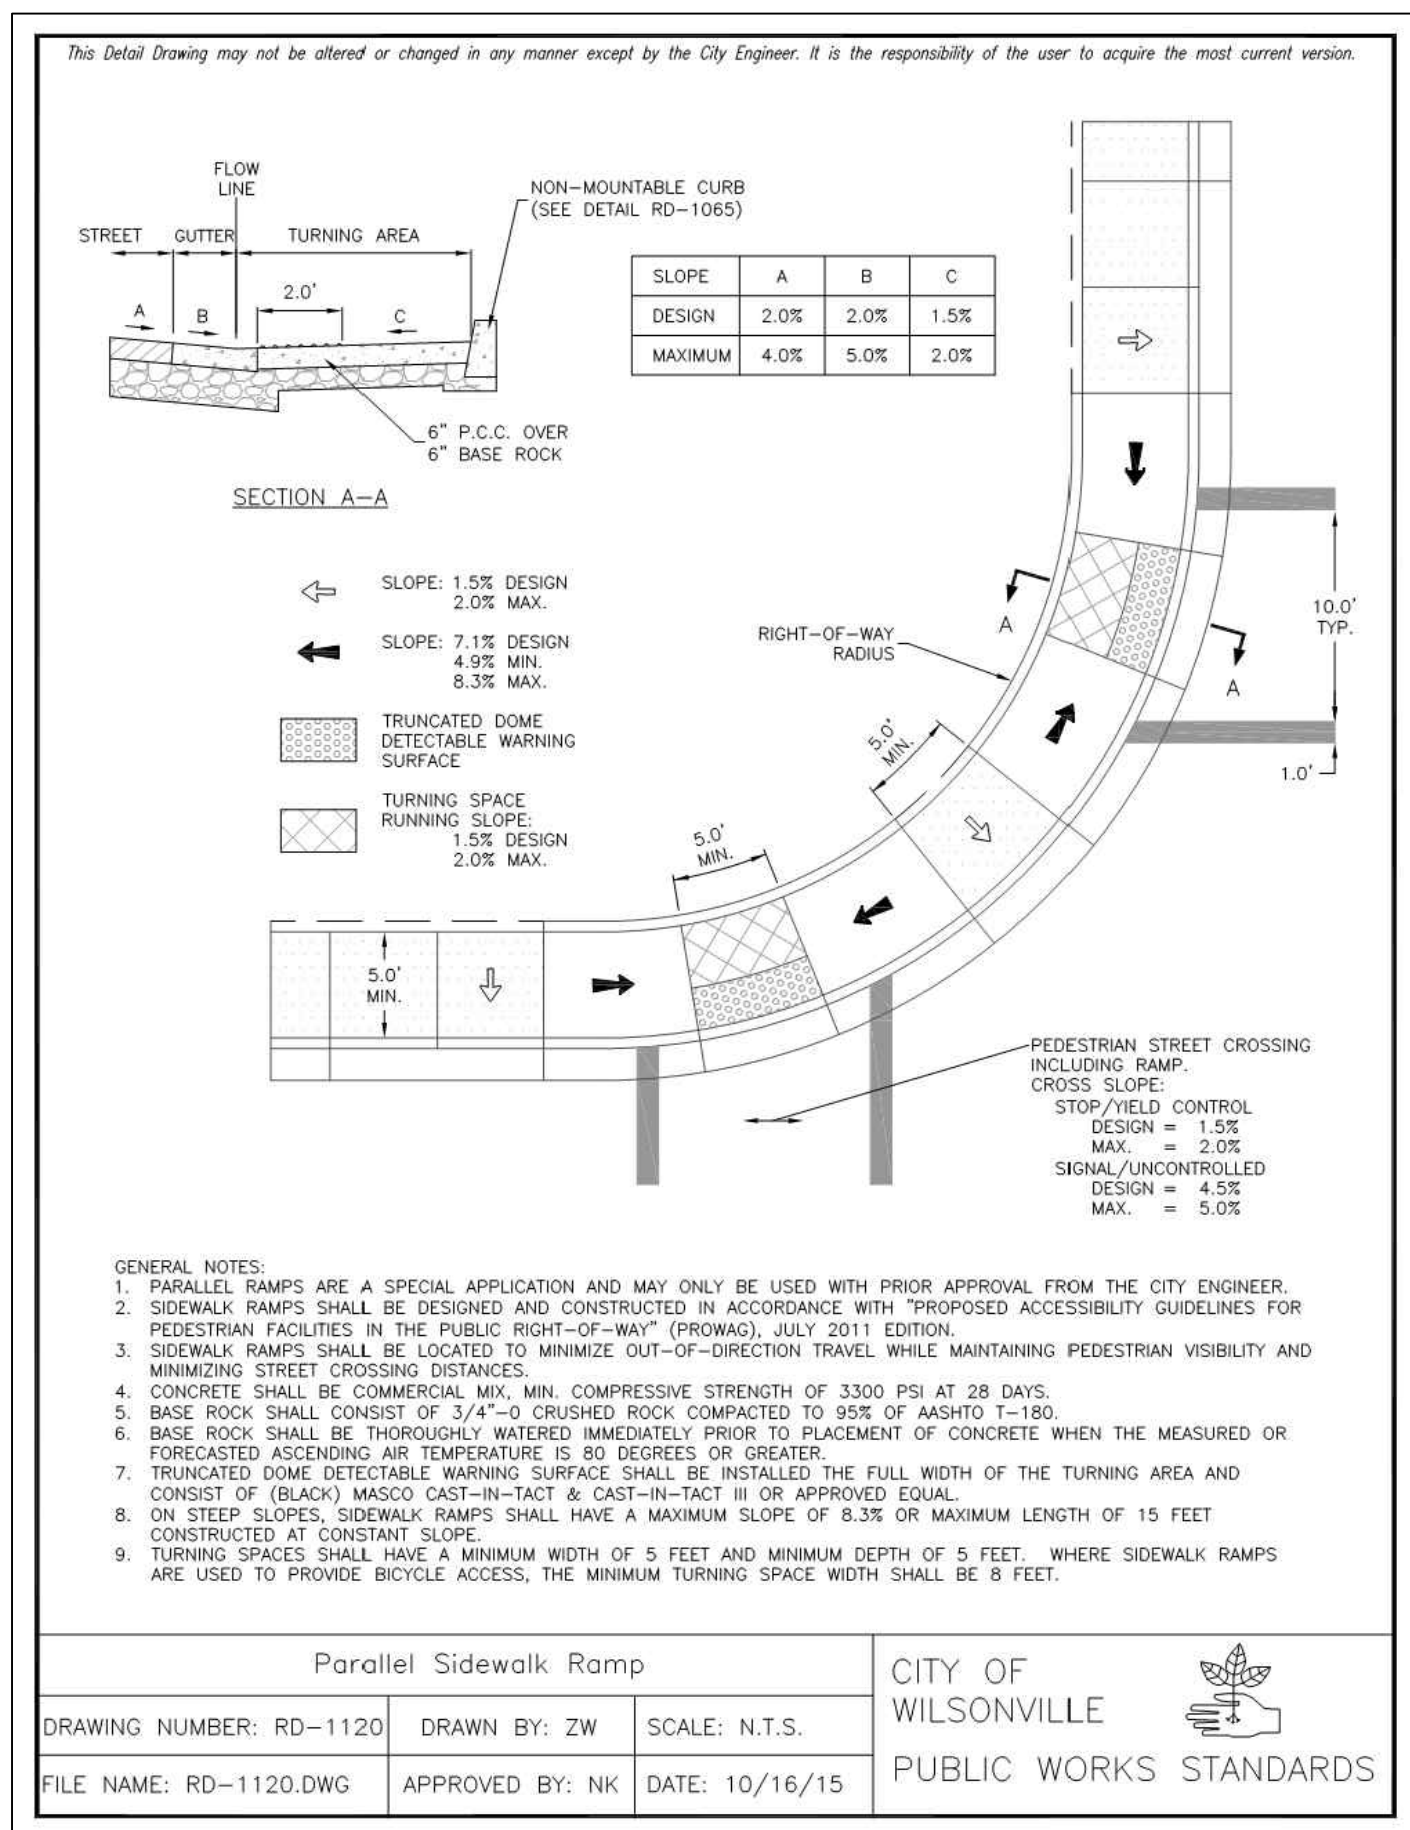 This Detail Drawing may not be altered or changed in any manner except by the City Engineer. It is the responsibility of the user to acquire the most current version.
FLOW
LINE
STREET GUTTER TURNING AREA
NON-MOUNTABLE CURB
(SEE DETAIL RD-1065)
2.0'
A B C
6" P.C.C. OVER
6" BASE ROCK
SECTION A-A
SLOPE A B C
DESIGN 2.0% 2.0% 1.5%
MAXIMUM 4.0% 5.0% 2.0%
SLOPE: 1.5% DESIGN
2.0% MAX.
SLOPE: 7.1% DESIGN
4.9% MIN.
8.3% MAX.
TRUNCATED DOME
DETECTABLE WARNING
SURFACE
TURNING SPACE
RUNNING SLOPE:
1.5% DESIGN
2.0% MAX.
RIGHT-OF-WAY
RADIUS
A
A
10.0'
TYP.
1.0'
5.0'
MIN.
5.0'
MIN.
5.0'
MIN.
PEDESTRIAN STREET CROSSING
INCLUDING RAMP.
CROSS SLOPE:
STOP/YIELD CONTROL
DESIGN = 1.5%
MAX. = 2.0%
SIGNAL/UNCONTROLLED
DESIGN = 4.5%
MAX. = 5.0%
GENERAL NOTES:
1. PARALLEL RAMPS ARE A SPECIAL APPLICATION AND MAY ONLY BE USED WITH PRIOR APPROVAL FROM THE CITY ENGINEER.
2. SIDEWALK RAMPS SHALL BE DESIGNED AND CONSTRUCTED IN ACCORDANCE WITH "PROPOSED ACCESSIBILITY GUIDELINES FOR
PEDESTRIAN FACILITIES IN THE PUBLIC RIGHT-OF-WAY" (PROWAG), JULY 2011 EDITION.
3. SIDEWALK RAMPS SHALL BE LOCATED TO MINIMIZE OUT-OF-DIRECTION TRAVEL WHILE MAINTAINING PEDESTRIAN VISIBILITY AND
MINIMIZING STREET CROSSING DISTANCES.
4. CONCRETE SHALL BE COMMERCIAL MIX, MIN. COMPRESSIVE STRENGTH OF 3300 PSI AT 28 DAYS.
5. BASE ROCK SHALL CONSIST OF 3/4"-0 CRUSHED ROCK COMPACTED TO 95% OF AASHTO T-180.
6. BASE ROCK SHALL BE THOROUGHLY WATERED IMMEDIATELY PRIOR TO PLACEMENT OF CONCRETE WHEN THE MEASURED OR
FORECASTED ASCENDING AIR TEMPERATURE IS 80 DEGREES OR GREATER.
7. TRUNCATED DOME DETECTABLE WARNING SURFACE SHALL BE INSTALLED THE FULL WIDTH OF THE TURNING AREA AND
CONSIST OF (BLACK) MASCO CAST-IN-TACT & CAST-IN-TACT III OR APPROVED EQUAL.
8. ON STEEP SLOPES, SIDEWALK RAMPS SHALL HAVE A MAXIMUM SLOPE OF 8.3% OR MAXIMUM LENGTH OF 15 FEET
CONSTRUCTED AT CONSTANT SLOPE.
9. TURNING SPACES SHALL HAVE A MINIMUM WIDTH OF 5 FEET AND MINIMUM DEPTH OF 5 FEET. WHERE SIDEWALK RAMPS
ARE USED TO PROVIDE BICYCLE ACCESS, THE MINIMUM TURNING SPACE WIDTH SHALL BE 8 FEET.
Parallel Sidewalk Ramp
DRAWING NUMBER: RD-1120 DRAWN BY: ZW SCALE: N.T.S.
FILE NAME: RD-1120.DWG APPROVED BY: NK DATE: 10/16/15
CITY OF
WILSONVILLE
PUBLIC WORKS STANDARDS